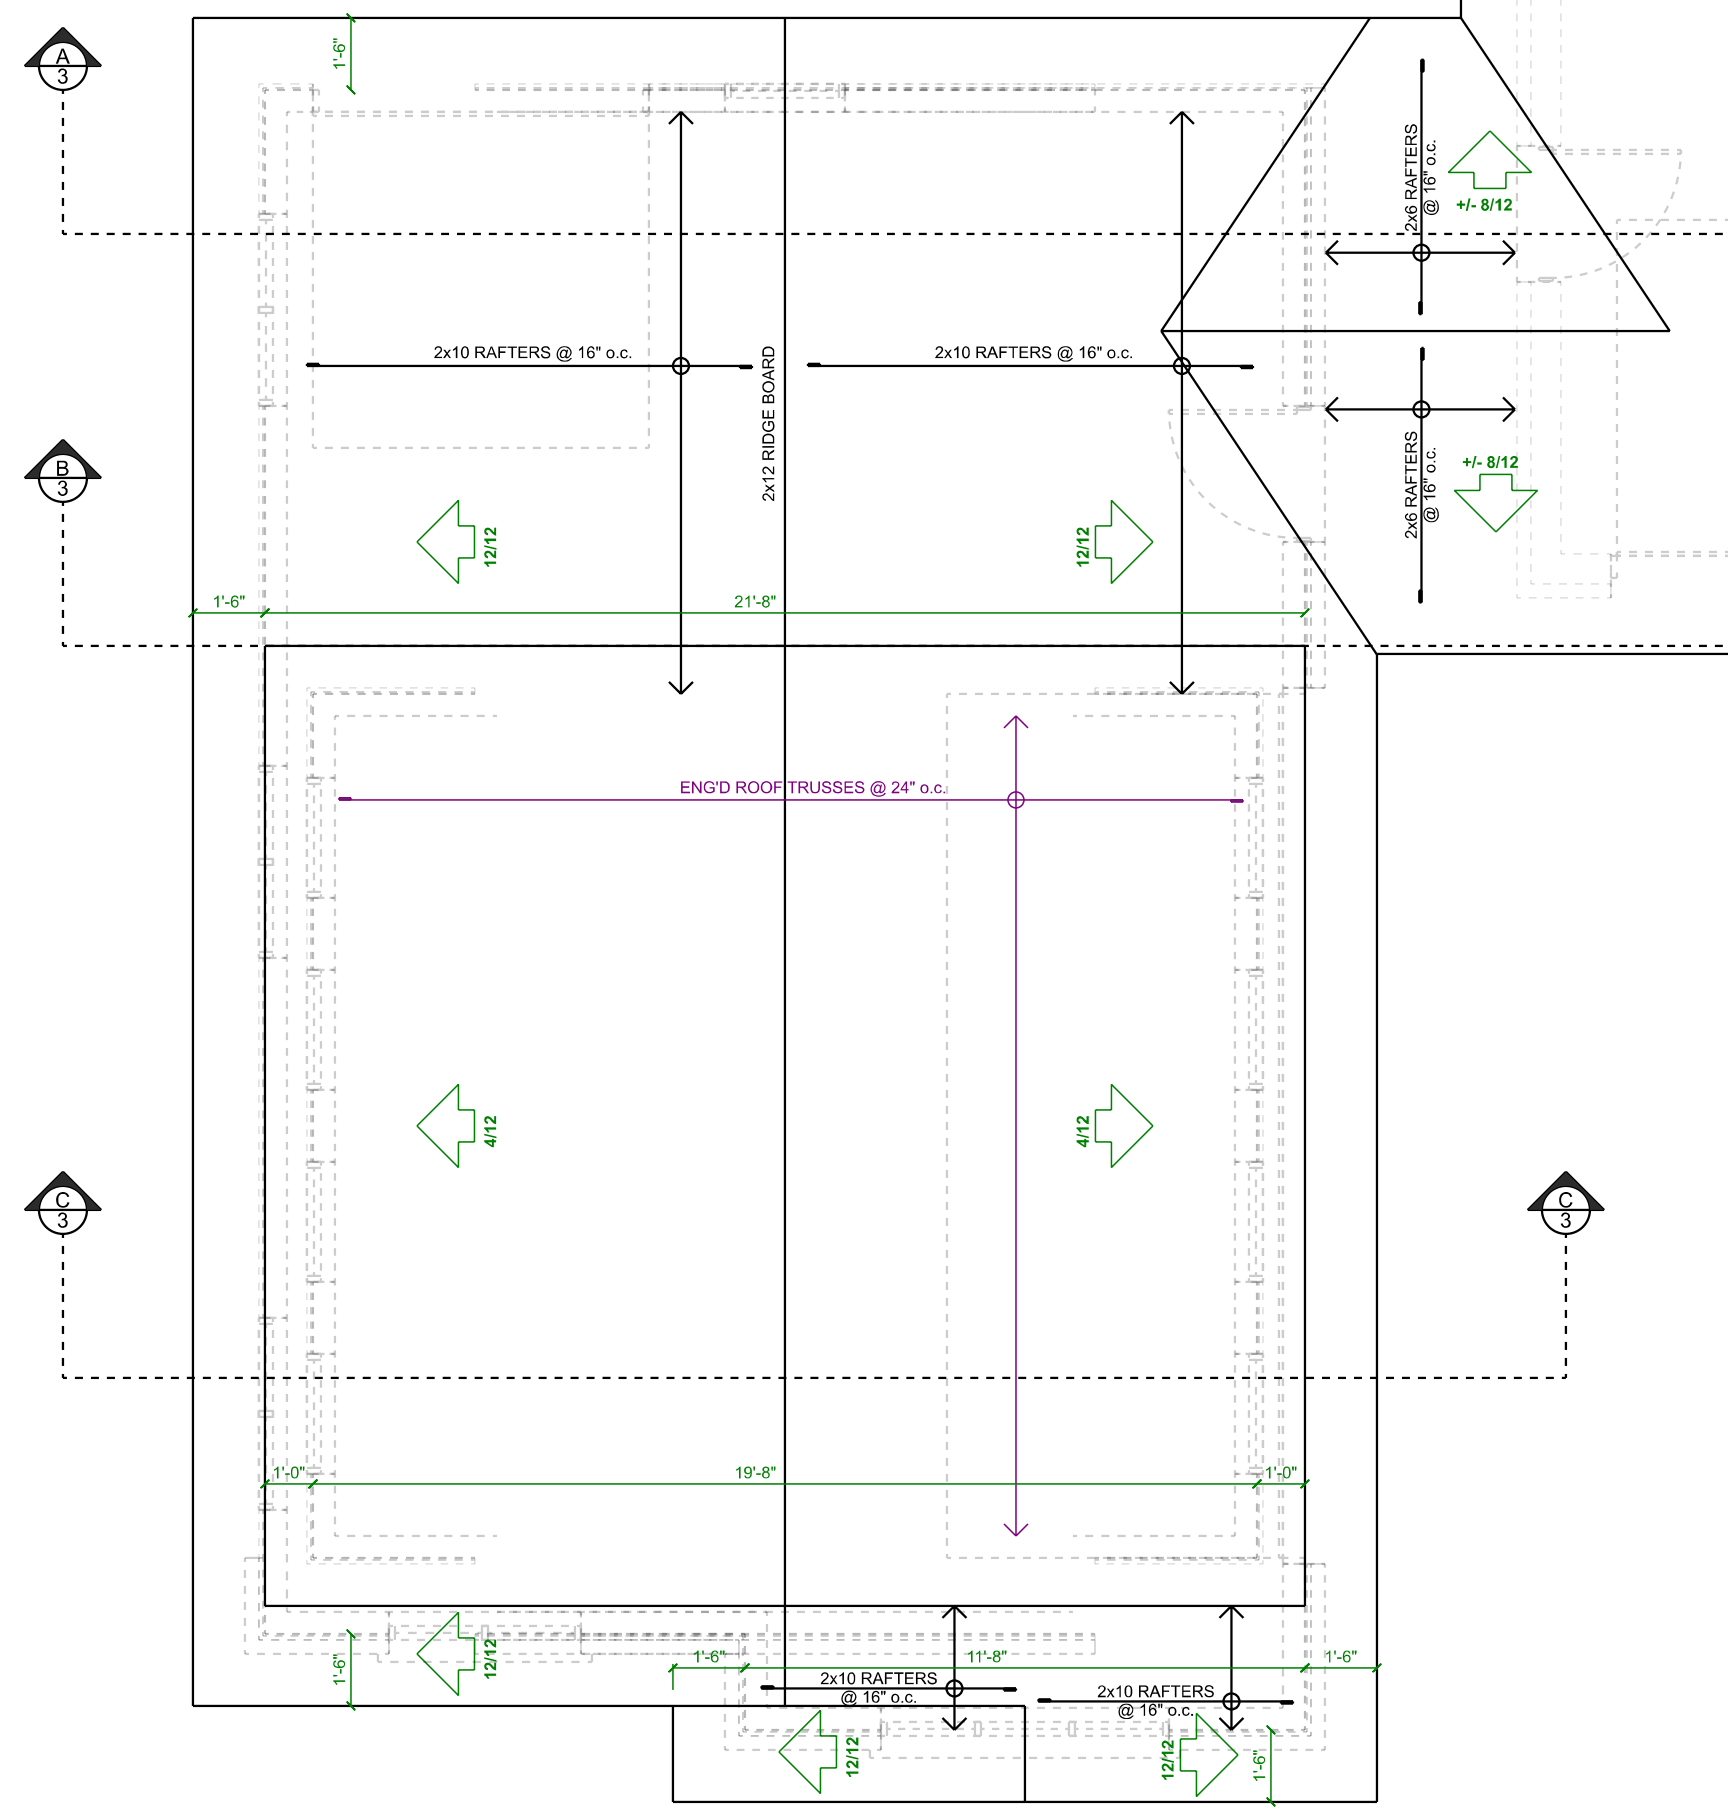 1'-6"
A
3
2x6 RAFTERS
@ 16" o.c.
+/- 8/12
2x10 RAFTERS @ 16" o.c.
2x10 RAFTERS @ 16" o.c.
2x12 RIDGE BOARD
B
3
+/- 8/12
2x6 RAFTERS
@ 16" o.c.
12/12
12/12
1'-6"
21'-8"
ENG'D ROOF TRUSSES @ 24" o.c.
4/12
4/12
C
3
C
3
1'-0"
19'-8"
1'-0"
12/12
1'-6"
1'-6"
11'-8"
1'-6"
2x10 RAFTERS
@ 16" o.c.
2x10 RAFTERS
@ 16" o.c.
12/12
12/12
1'-6"